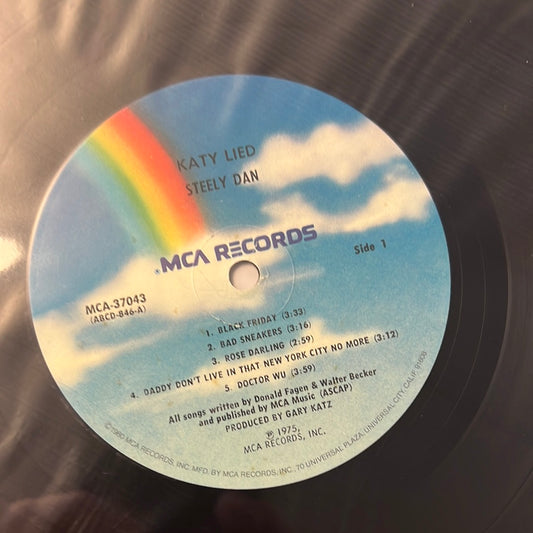 KATY LIED
STEELY DAN
MCA RECORDS
Side 1
MCA-37043
(ABCD-846-A)
1. BLACK FRIDAY (3:33)
2. BAD SNEAKERS (3:16)
3. ROSE DARLING (2:59)
4. DADDY DON'T LIVE IN THAT NEW YORK CITY NO MORE (3:12)
5. DOCTOR WU (3:59)
All songs written by Donald Fagen & Walter Becker
and published by MCA Music (ASCAP)
PRODUCED BY GARY KATZ
℗ 1975,
MCA RECORDS, INC.
©1980 MCA RECORDS, INC. MFD. BY MCA RECORDS, INC., 70 UNIVERSAL PLAZA, UNIVERSAL CITY, CALIF. 91608